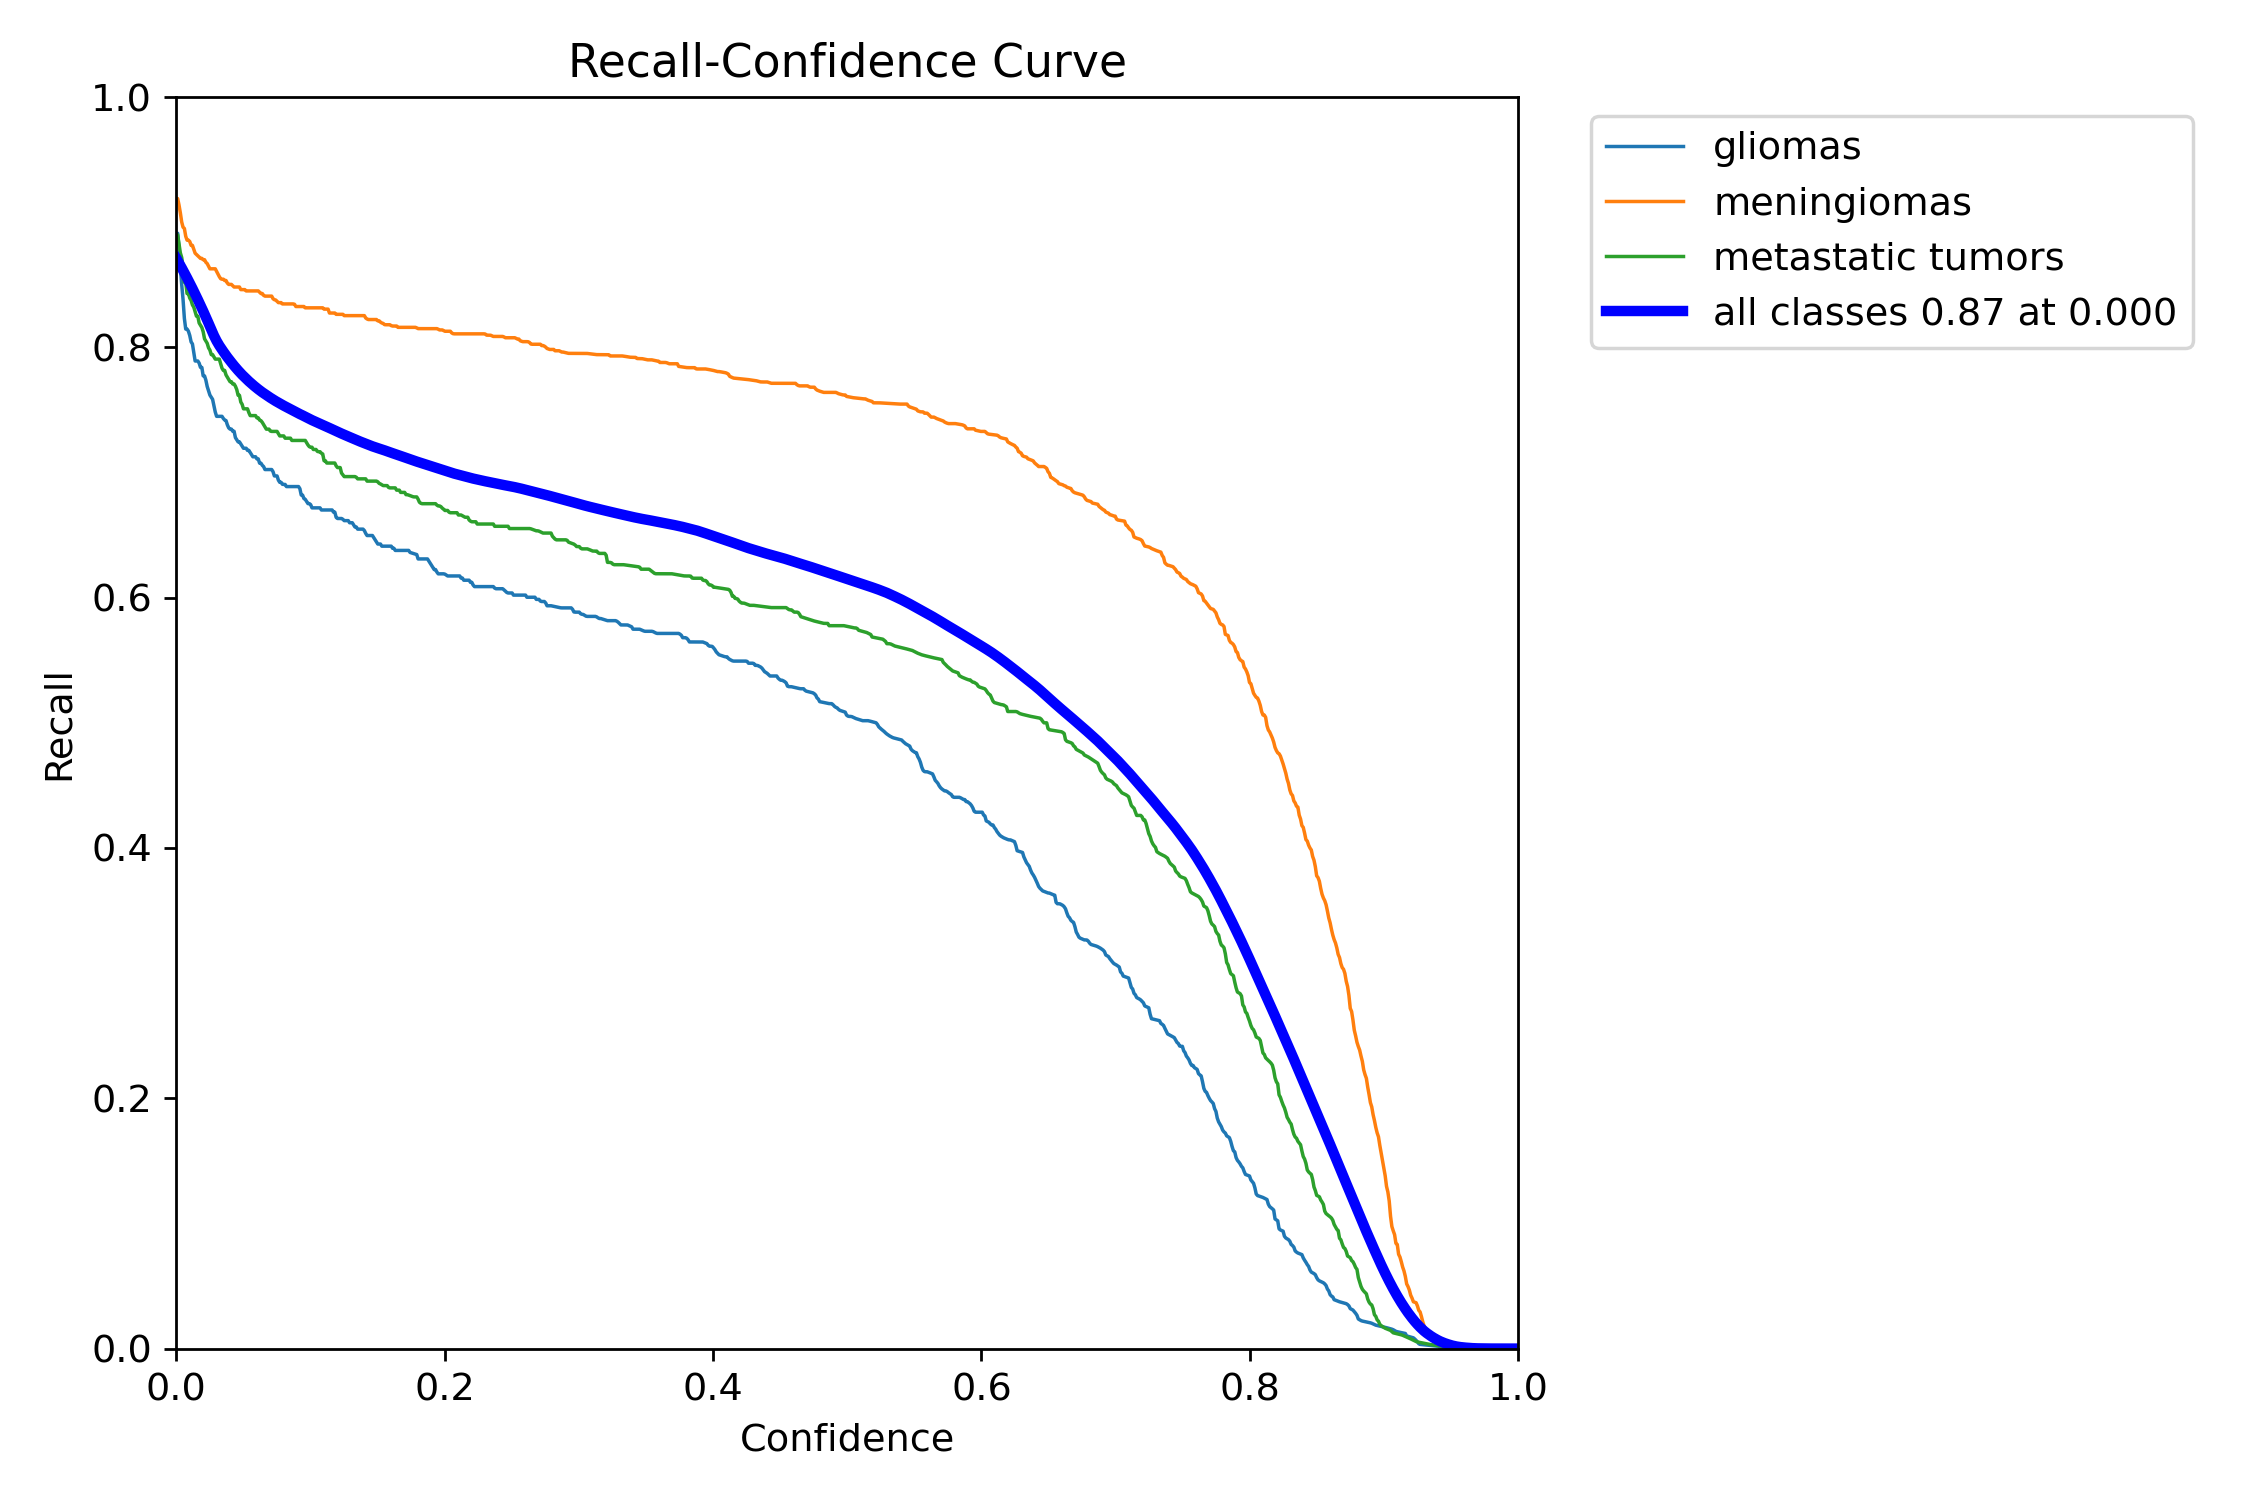 Recall-Confidence Curve
1.0
0.8
0.6
0.4
0.2
0.0
Recall
0.0 0.2 0.4 0.6 0.8 1.0
Confidence
gliomas
meningiomas
metastatic tumors
all classes 0.87 at 0.000